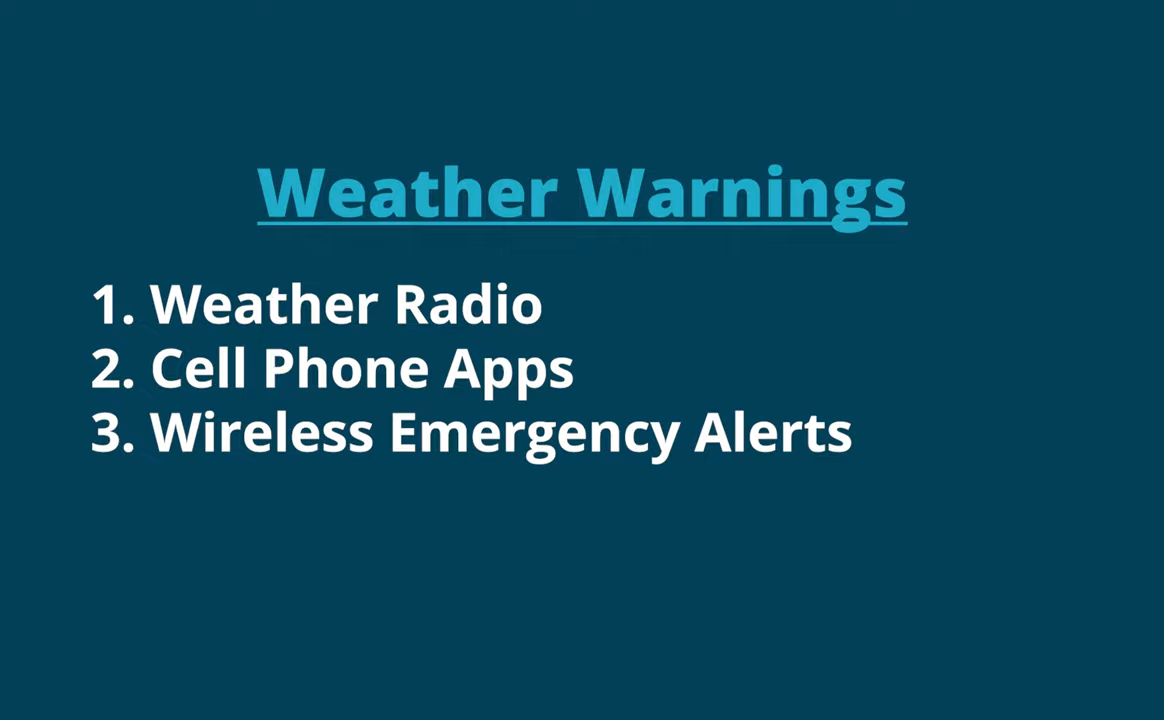 Weather Warnings
1. Weather Radio
2. Cell Phone Apps
3. Wireless Emergency Alerts